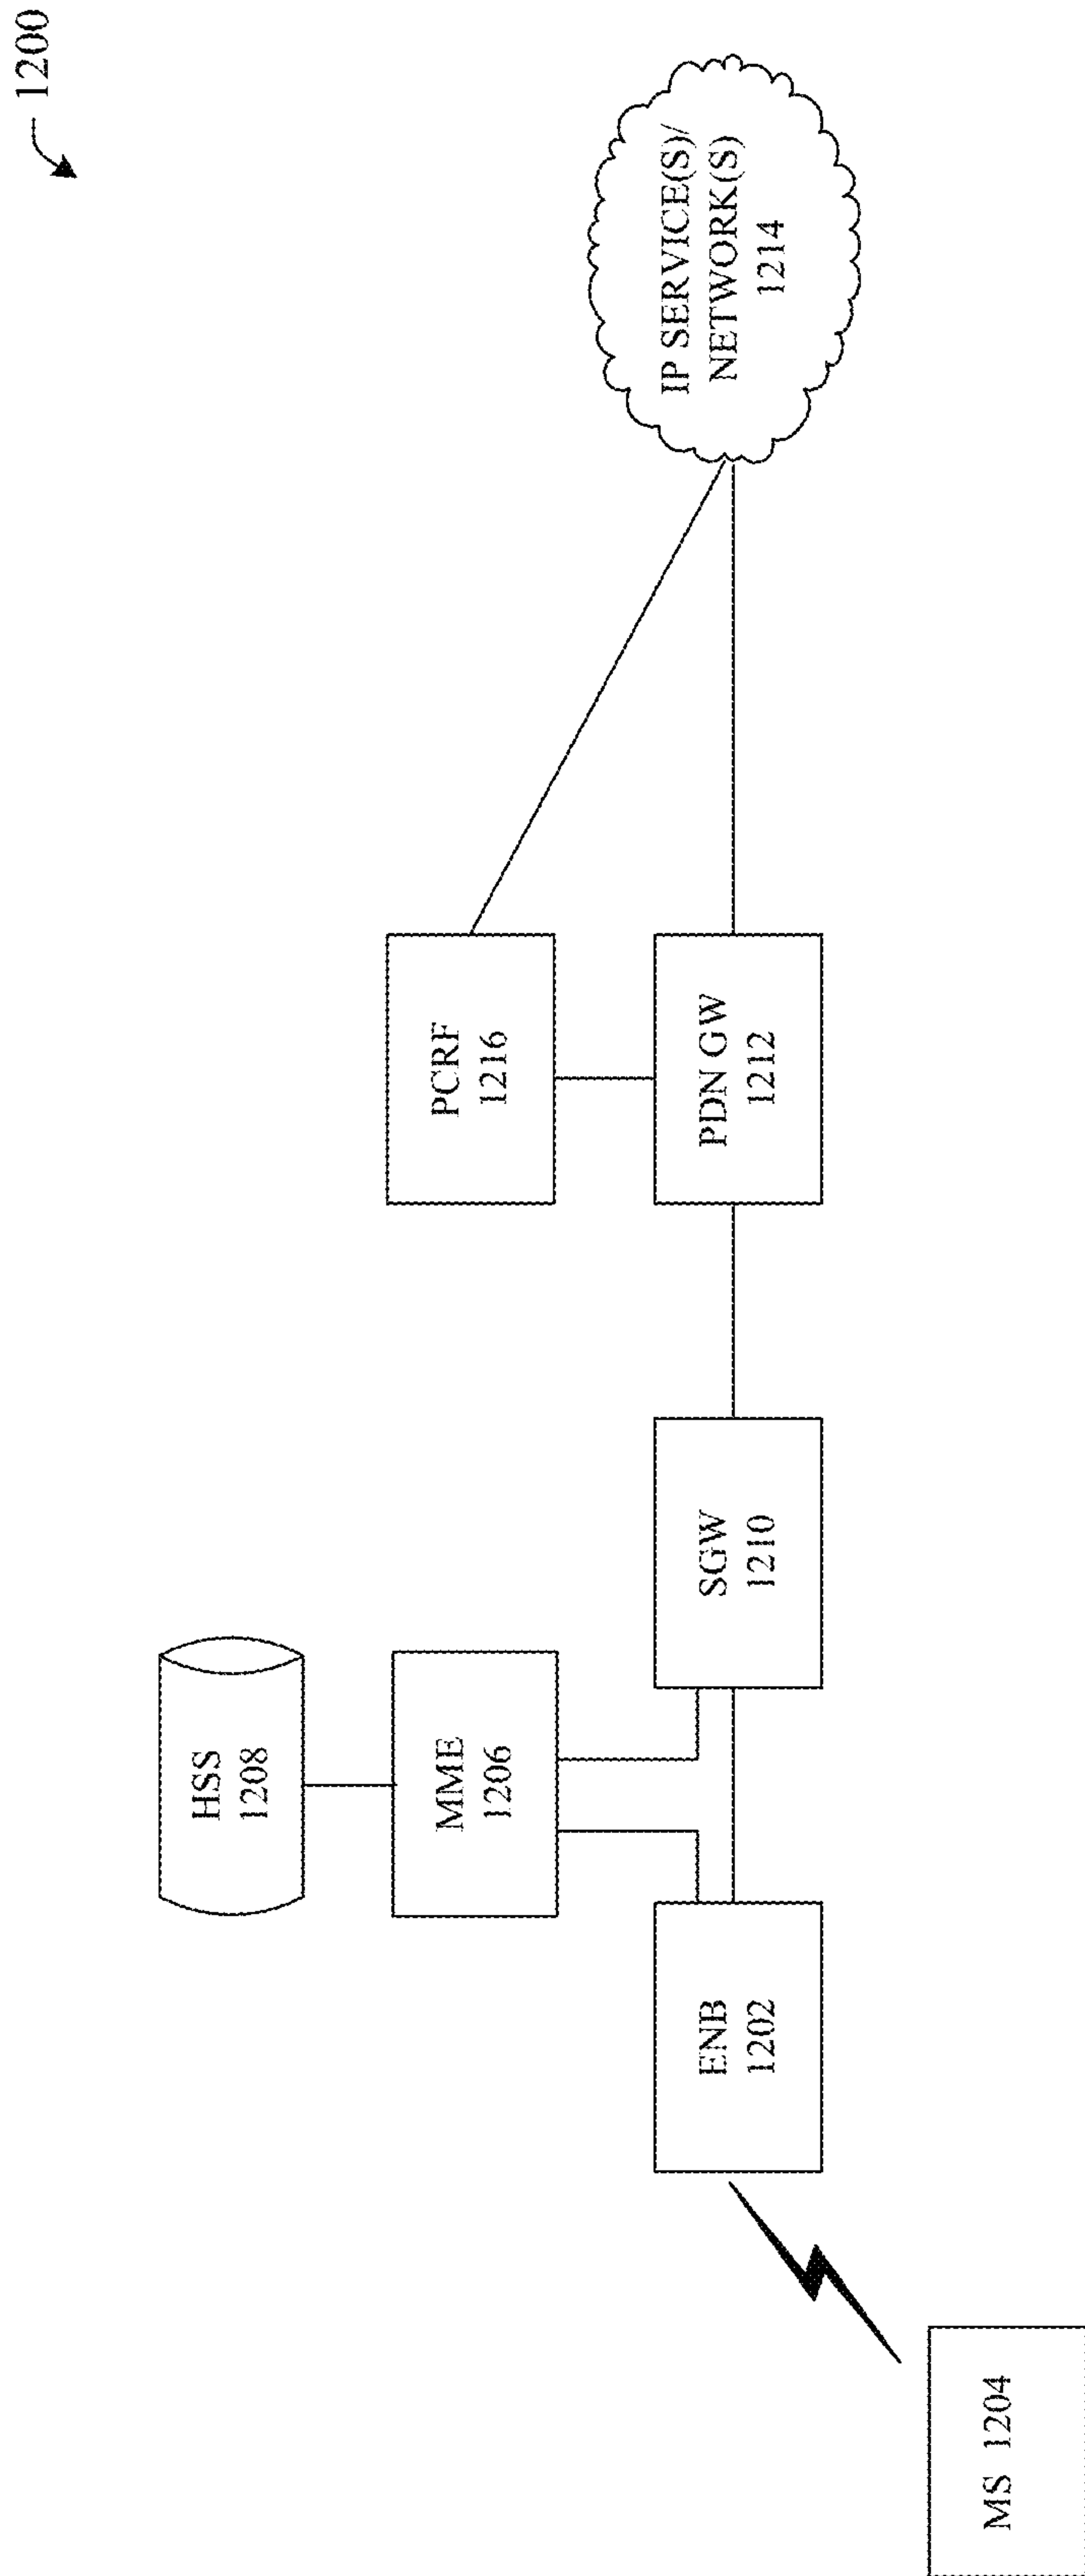 1200
HSS
1208
MME
1206
PCRF
1216
IP SERVICE(S)/
NETWORK(S)
1214
ENB
1202
SGW
1210
PDN GW
1212
MS 1204